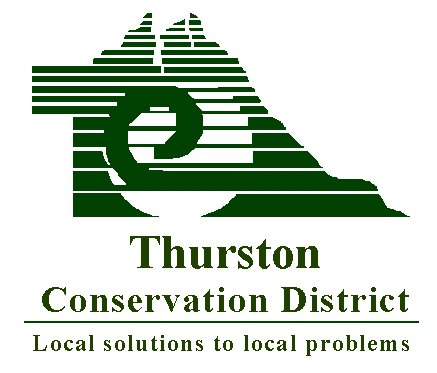 Thurston
Conservation District
Local solutions to local problems